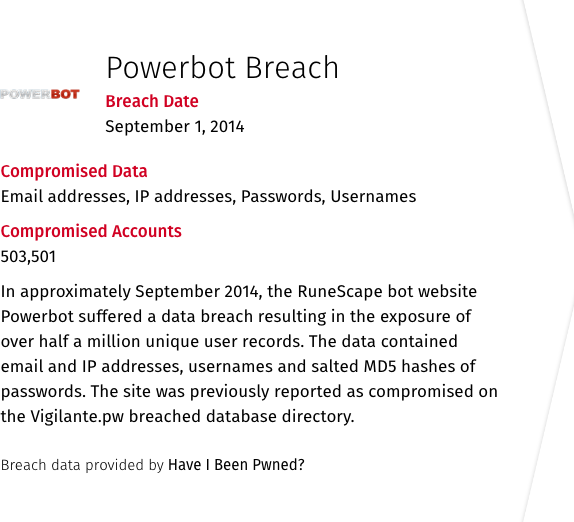 Powerbot Breach
POWERBOT
Breach Date
September 1, 2014
Compromised Data
Email addresses, IP addresses, Passwords, Usernames
Compromised Accounts
503,501
In approximately September 2014, the RuneScape bot website
Powerbot suffered a data breach resulting in the exposure of
over half a million unique user records. The data contained
email and IP addresses, usernames and salted MD5 hashes of
passwords. The site was previously reported as compromised on
the Vigilante.pw breached database directory.
Breach data provided by Have I Been Pwned?